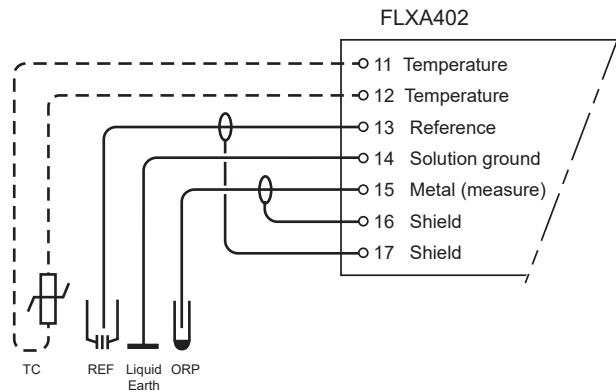 FLXA402
11 Temperature
12 Temperature
13 Reference
14 Solution ground
15 Metal (measure)
16 Shield
17 Shield
TC
REF
Liquid
Earth
ORP